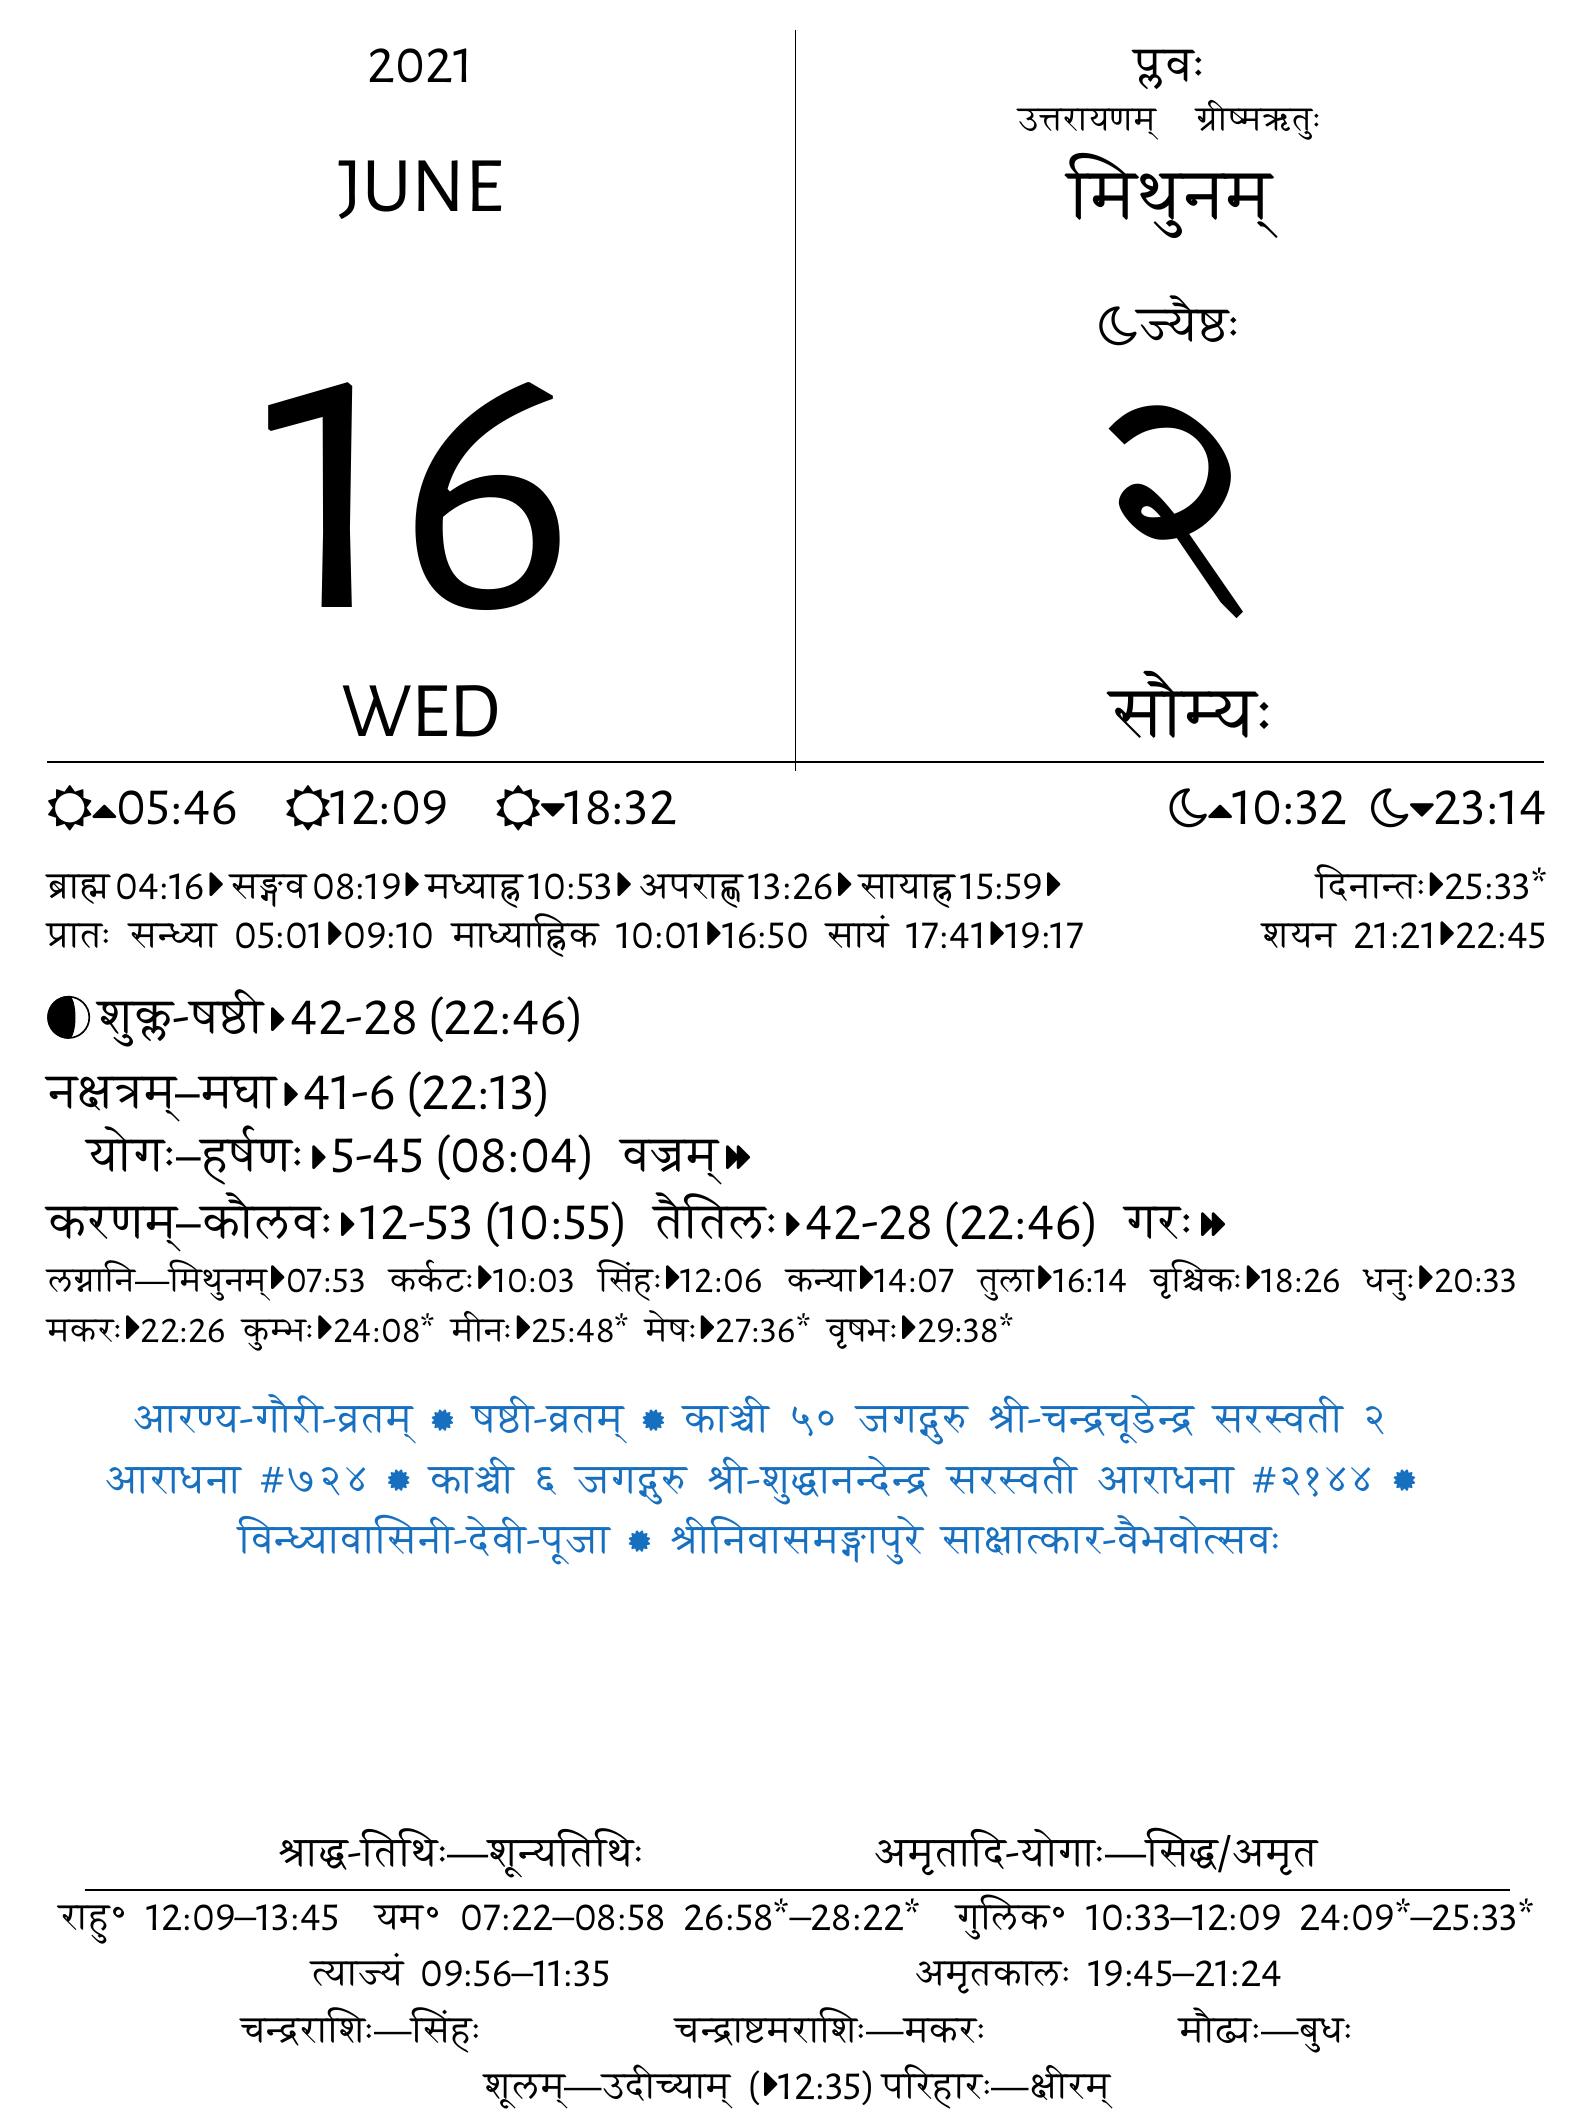 2021
JUNE
16
WED
प्लवः
उत्तरायणम् ग्रीष्मऋतुः
मिथुनम्
ज्यैष्ठः
२
सौम्यः
05:46 12:09 18:32 10:32 23:14
ब्राह्म 04:16 सङ्गव 08:19 मध्याह्न 10:53 अपराह्ण 13:26 सायाह्न 15:59 दिनान्तः 25:33*
प्रातः सन्ध्या 05:01 09:10 माध्याह्निक 10:01 16:50 सायं 17:41 19:17 शयन 21:21 22:45
शुक्ल-षष्ठी 42-28 (22:46)
नक्षत्रम्–मघा 41-6 (22:13)
योगः–हर्षणः 5-45 (08:04) वज्रम्
करणम्–कौलवः 12-53 (10:55) तैतिलः 42-28 (22:46) गरः
लग्नानि—मिथुनम् 07:53 कर्कटः 10:03 सिंहः 12:06 कन्या 14:07 तुला 16:14 वृश्चिकः 18:26 धनुः 20:33
मकरः 22:26 कुम्भः 24:08* मीनः 25:48* मेषः 27:36* वृषभः 29:38*
आरण्य-गौरी-व्रतम् ✹ षष्ठी-व्रतम् ✹ काञ्ची ५० जगद्गुरु श्री-चन्द्रचूडेन्द्र सरस्वती २
आराधना #७२४ ✹ काञ्ची ६ जगद्गुरु श्री-शुद्धानन्देन्द्र सरस्वती आराधना #२१४४ ✹
विन्ध्यावासिनी-देवी-पूजा ✹ श्रीनिवासमङ्गापुरे साक्षात्कार-वैभवोत्सवः
श्राद्ध-तिथिः—शून्यतिथिः अमृतादि-योगाः—सिद्ध/अमृत
राहु॰ 12:09–13:45 यम॰ 07:22–08:58 26:58*–28:22* गुलिक॰ 10:33–12:09 24:09*–25:33*
त्याज्यं 09:56–11:35 अमृतकालः 19:45–21:24
चन्द्रराशिः—सिंहः चन्द्राष्टमराशिः—मकरः मौढ्यः—बुधः
शूलम्—उदीच्याम् (12:35) परिहारः—क्षीरम्